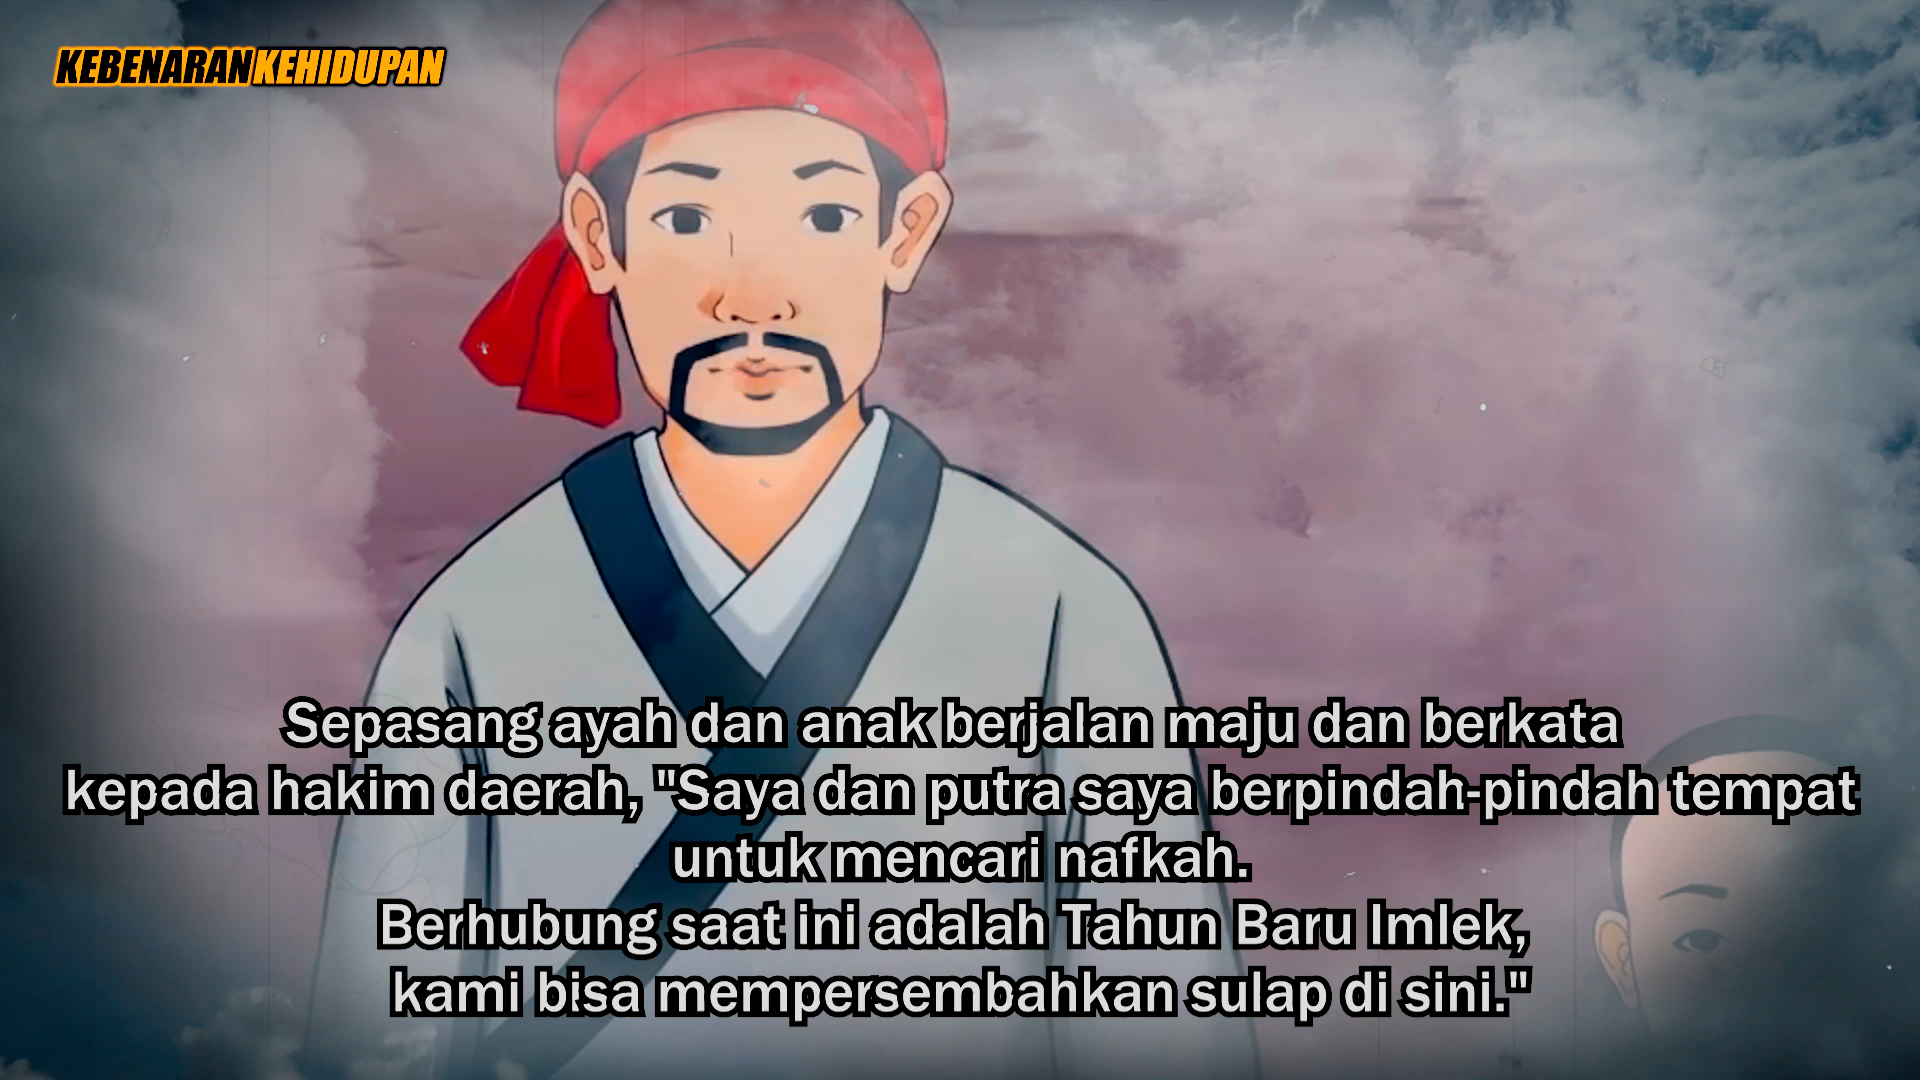 KEBENARANKEHIDUPAN
Sepasang ayah dan anak berjalan maju dan berkata
kepada hakim daerah, "Saya dan putra saya berpindah-pindah tempat
untuk mencari nafkah.
Berhubung saat ini adalah Tahun Baru Imlek,
kami bisa mempersembahkan sulap di sini."